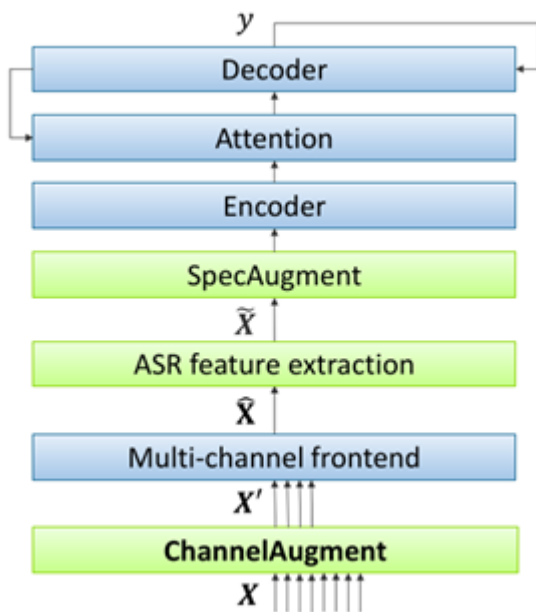 y
Decoder
Attention
Encoder
SpecAugment
X̃
ASR feature extraction
X̂
Multi-channel frontend
X′
ChannelAugment
X